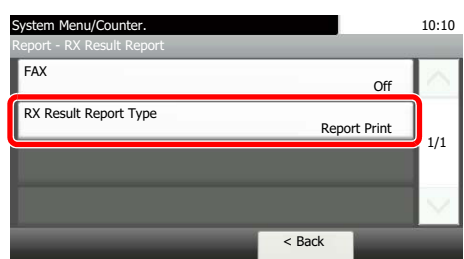 System Menu/Counter.
10:10
Report - RX Result Report
FAX
Off
RX Result Report Type
Report Print
1/1
< Back